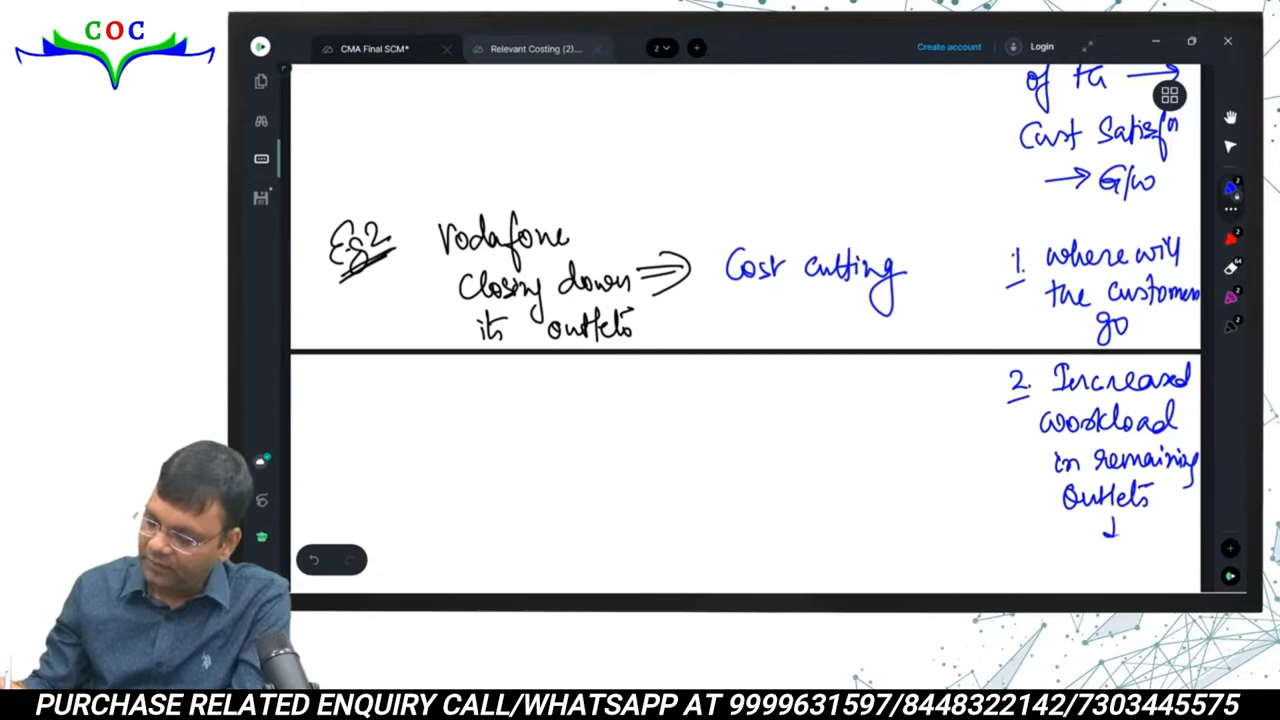 COC
CMA Final SCM*
Relevant Costing (2)....
2
Create account
Login
of
Cust Satisfn
→ G/w
Eg2
Vodafone
closing down
its outlets
⇒ Cost cutting
1. where will
the customers
go
2. Increased
workload
in remaining
outlets
↓
PURCHASE RELATED ENQUIRY CALL/WHATSAPP AT 9999631597/8448322142/7303445575